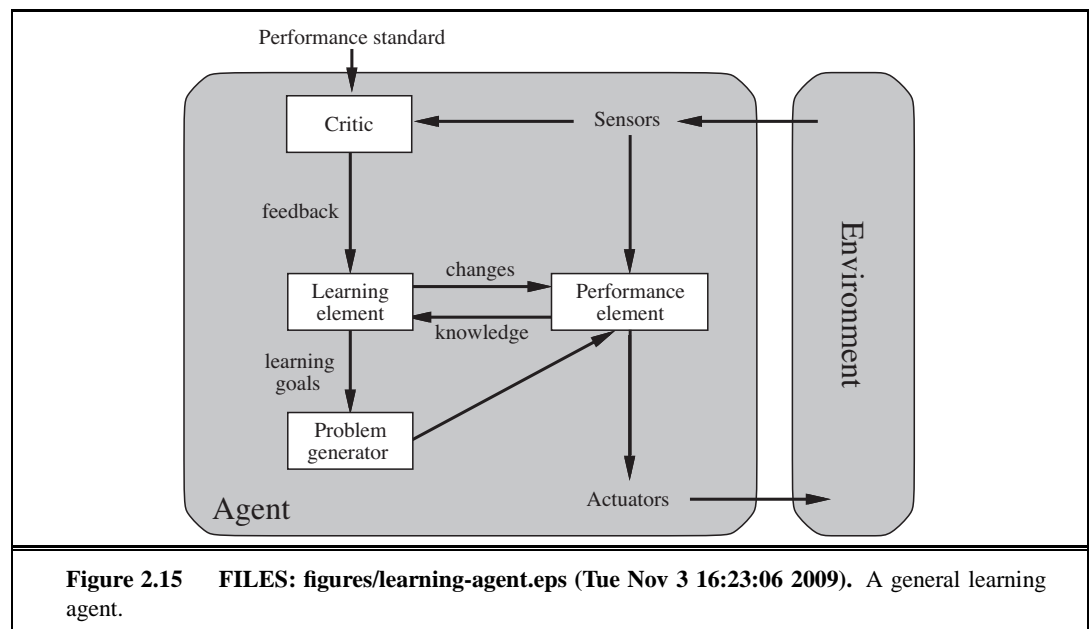 Performance standard
Critic
Sensors
feedback
changes
Learning
element
Performance
element
knowledge
learning
goals
Problem
generator
Agent
Actuators
Environment
Figure 2.15 FILES: figures/learning-agent.eps (Tue Nov 3 16:23:06 2009). A general learning
agent.